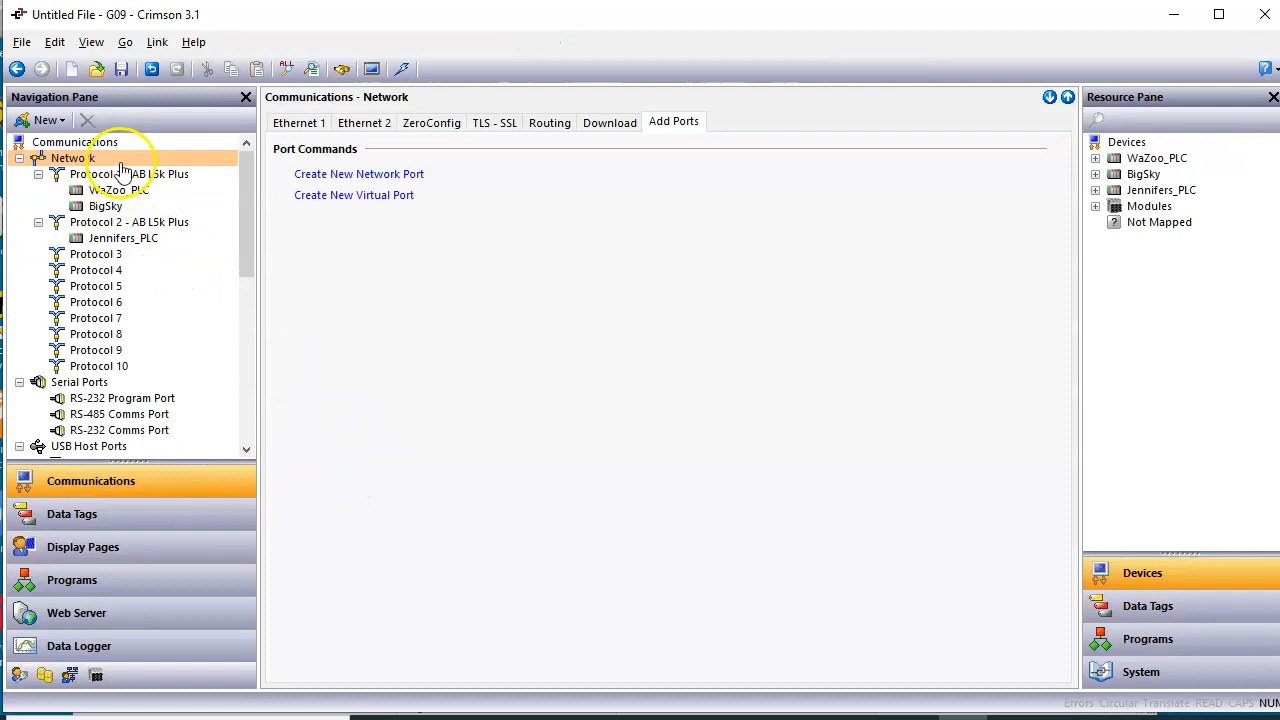 Untitled File - G09 - Crimson 3.1
File Edit View Go Link Help
ALL
Navigation Pane
New
Communications
Network
Protocol AB L5k Plus
WaZoo_PLC
BigSky
Protocol 2 - AB L5k Plus
Jennifers_PLC
Protocol 3
Protocol 4
Protocol 5
Protocol 6
Protocol 7
Protocol 8
Protocol 9
Protocol 10
Serial Ports
RS-232 Program Port
RS-485 Comms Port
RS-232 Comms Port
USB Host Ports
Communications
Data Tags
Display Pages
Programs
Web Server
Data Logger
Communications - Network
Ethernet 1 Ethernet 2 ZeroConfig TLS - SSL Routing Download Add Ports
Port Commands
Create New Network Port
Create New Virtual Port
Resource Pane
Devices
WaZoo_PLC
BigSky
Jennifers_PLC
Modules
? Not Mapped
Devices
Data Tags
Programs
System
Errors Circular Translate READ CAPS NUM